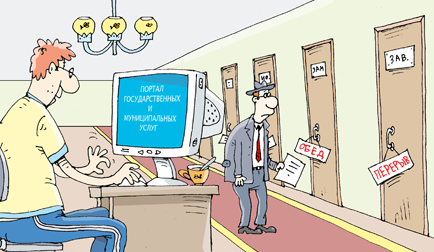 ПОРТАЛ
ГОСУДАРСТВЕННЫХ
И
МУНИЦИПАЛЬНЫХ
УСЛУГ
ЗАМ
ЗАВ.
ОБЕД
ПЕРЕРЫВ